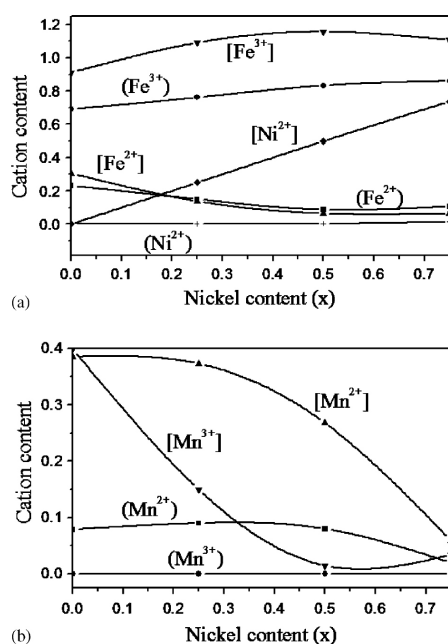 1.2
1.0
0.8
0.6
0.4
0.2
0.0
Cation content
[Fe3+]
(Fe3+)
[Ni2+]
[Fe2+]
(Fe2+)
(Ni2+)
0.0 0.1 0.2 0.3 0.4 0.5 0.6 0.7
(a) Nickel content (x)
0.4
0.3
0.2
0.1
0.0
Cation content
[Mn2+]
[Mn3+]
(Mn2+)
(Mn3+)
0.0 0.1 0.2 0.3 0.4 0.5 0.6 0.7
(b) Nickel content (x)